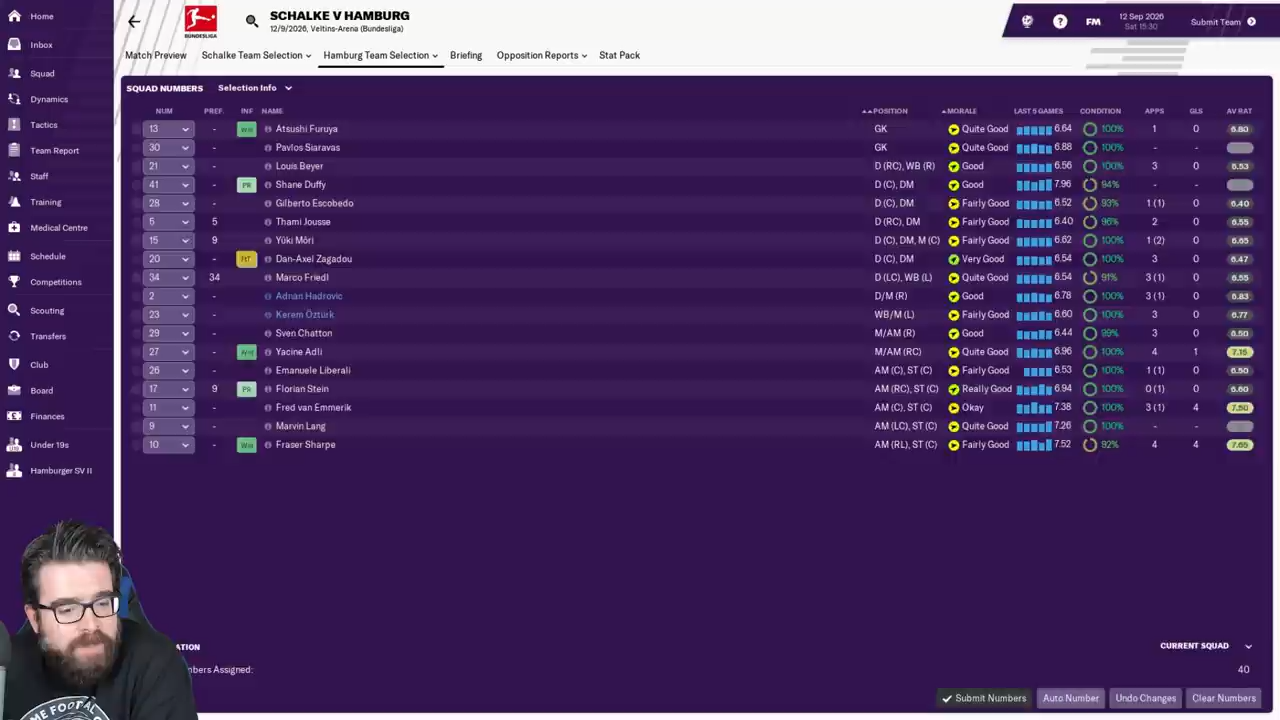 Home
Inbox
Squad
Dynamics
Tactics
Team Report
Staff
Training
Medical Centre
Schedule
Competitions
Scouting
Transfers
Club
Board
Finances
Under 19s
Hamburger SV II
BUNDESLIGA
SCHALKE V HAMBURG
12/9/2026, Veltins-Arena (Bundesliga)
FM
12 Sep 2026
Sat 15:30
Submit Team
Match Preview
Schalke Team Selection
Hamburg Team Selection
Briefing
Opposition Reports
Stat Pack
SQUAD NUMBERS Selection Info
NUM PREF. INF NAME POSITION MORALE LAST 5 GAMES CONDITION APPS GLS AV RAT
13 - Atsushi Furuya GK Quite Good 6.64 100% 1 0 6.80
30 - Pavlos Siaravas GK Quite Good 6.88 100% - -
21 - Louis Beyer D (RC), WB (R) Good 6.56 100% 3 0 6.53
41 - PR Shane Duffy D (C), DM Good 7.96 94% - -
28 - Gilberto Escobedo D (C), DM Fairly Good 6.52 93% 1 (1) 0 6.40
5 5 Thami Jousse D (RC), DM Fairly Good 6.40 96% 2 0 6.55
15 9 Yūki Mōri D (C), DM, M (C) Fairly Good 6.62 100% 1 (2) 0 6.65
20 - Dan-Axel Zagadou D (C), DM Very Good 6.54 100% 3 0 6.47
34 34 Marco Friedl D (LC), WB (L) Quite Good 6.54 91% 3 (1) 0 6.55
2 - Adnan Hadrovic D/M (R) Good 6.78 100% 3 (1) 0 6.83
23 - Kerem Öztürk WB/M (L) Fairly Good 6.60 100% 3 0 6.77
29 - Sven Chatton M/AM (R) Good 6.44 99% 3 0 6.50
27 - Yacine Adli M/AM (RC) Quite Good 6.96 100% 4 1 7.15
26 - Emanuele Liberali AM (C), ST (C) Fairly Good 6.53 100% 1 (1) 0 6.50
17 9 PR Florian Stein AM (RC), ST (C) Really Good 6.94 100% 0 (1) 0 6.60
11 - Fred van Emmerik AM (C), ST (C) Okay 7.38 100% 3 (1) 4 7.50
9 - Marvin Lang AM (LC), ST (C) Quite Good 7.26 100% - -
10 - Fraser Sharpe AM (RL), ST (C) Fairly Good 7.52 92% 4 4 7.65
ATION
CURRENT SQUAD
mbers Assigned:
40
Submit Numbers
Auto Number
Undo Changes
Clear Numbers